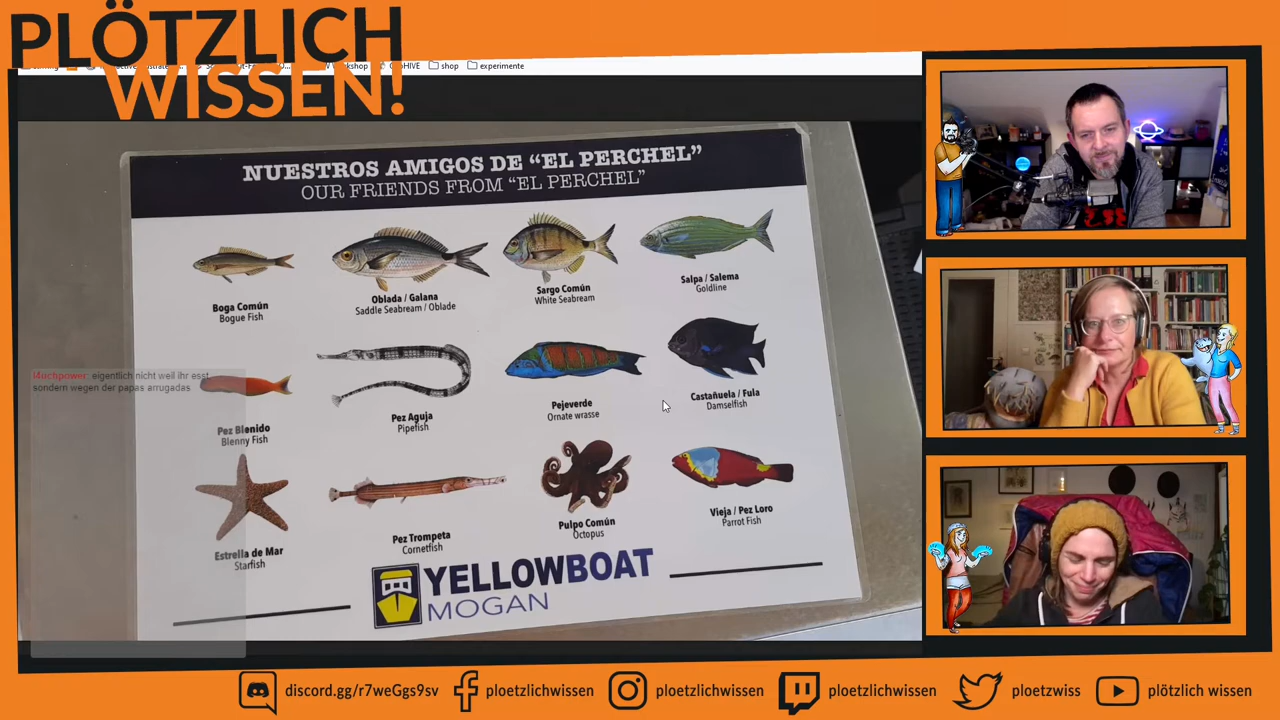 PLÖTZLICH
WISSEN!
shop
experimente
NUESTROS AMIGOS DE “EL PERCHEL”
OUR FRIENDS FROM “EL PERCHEL”
Boga Común
Bogue Fish
Oblada / Galana
Saddle Seabream / Oblade
Sargo Común
White Seabream
Salpa / Salema
Goldline
M4chpower: eigentlich nicht weil ihr esst
sondern wegen der papas arrugadas
Pez Blenido
Blenny Fish
Pez Aguja
Pipefish
Pejeverde
Ornate wrasse
Castañuela / Fula
Damselfish
Estrella de Mar
Starfish
Pez Trompeta
Cornetfish
Pulpo Común
Octopus
Vieja / Pez Loro
Parrot Fish
YELLOWBOAT
MOGAN
discord.gg/r7weGgs9sv
ploetzlichwissen
ploetzlichwissen
ploetzlichwissen
ploetzwiss
plötzlich wissen